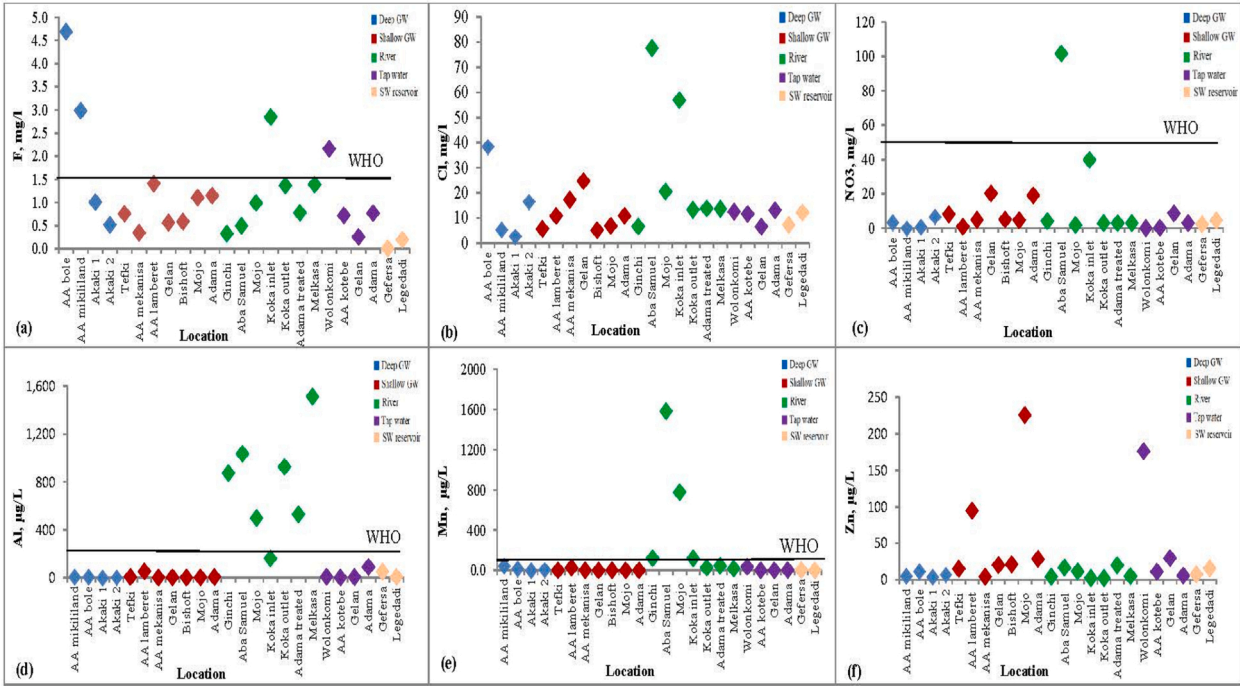 5.0
4.5
4.0
3.5
3.0
2.5
2.0
1.5
1.0
0.5
0.0
F, mg/l
Deep GW
Shallow GW
River
Tap water
SW reservoir
WHO
AA bole
AA mikililand
Akaki 1
Akaki 2
Tefki
AA mekanisa
AA lamberet
Gelan
Bishoft
Mojo
Adama
Ginchi
Aba Samuel
Mojo
Koka inlet
Koka outlet
Adama treated
Melkasa
Wolonkomi
AA kotebe
Gelan
Adama
Gefersa
Legedadi
(a)
Location
90
80
70
60
50
40
30
20
10
0
Cl, mg/l
Deep GW
Shallow GW
River
Tap water
SW reservoir
AA bole
AA mikililand
Akaki 1
Akaki 2
Tefki
AA lamberet
AA mekanisa
Gelan
Bishoft
Mojo
Adama
Ginchi
Aba Samuel
Mojo
Koka inlet
Koka outlet
Adama treated
Melkasa
Wolonkomi
AA kotebe
Gelan
Adama
Gefersa
Legedadi
(b)
Location
120
100
80
60
40
20
0
NO3, mg/l
Deep GW
Shallow GW
River
Tap water
SW reservoir
WHO
AA bole
AA mikililand
Akaki 1
Akaki 2
Tefki
AA lamberet
AA mekanisa
Gelan
Bishoft
Mojo
Adama
Ginchi
Aba Samuel
Mojo
Koka inlet
Koka outlet
Adama treated
Melkasa
Wolonkomi
AA kotebe
Gelan
Adama
Gefersa
Legedadi
(c)
Location
1,600
1,200
800
400
0
Al, µg/L
Deep GW
Shallow GW
River
Tap water
SW reservoir
WHO
AA mikililand
AA bole
Akaki 1
Akaki 2
Tefki
AA lamberet
AA mekanisa
Gelan
Bishoft
Mojo
Adama
Ginchi
Aba Samuel
Mojo
Koka inlet
Koka outlet
Adama treated
Melkasa
Wolonkomi
AA kotebe
Gelan
Adama
Gefersa
Legedadi
(d)
Location
2000
1600
1200
800
400
0.0
Mn, µg/L
Deep GW
Shallow GW
River
Tap water
SW reservoir
WHO
AA mikililand
AA bole
Akaki 1
Akaki 2
Tefki
AA lamberet
AA mekanisa
Gelan
Bishoft
Mojo
Adama
Ginchi
Aba Samuel
Mojo
Koka inlet
Koka outlet
Adama treated
Melkasa
Wolonkomi
AA kotebe
Gelan
Adama
Gefersa
Legedadi
(e)
Location
250
200
150
100
50
0
Zn, µg/L
Deep GW
Shallow GW
River
Tap water
SW reservoir
AA mikililand
AA bole
Akaki 1
Akaki 2
Tefki
AA lamberet
AA mekanisa
Gelan
Bishoft
Mojo
Adama
Ginchi
Aba Samuel
Mojo
Koka inlet
Koka outlet
Adama treated
Melkasa
Wolonkomi
AA kotebe
Gelan
Adama
Gefersa
Legedadi
(f)
Location